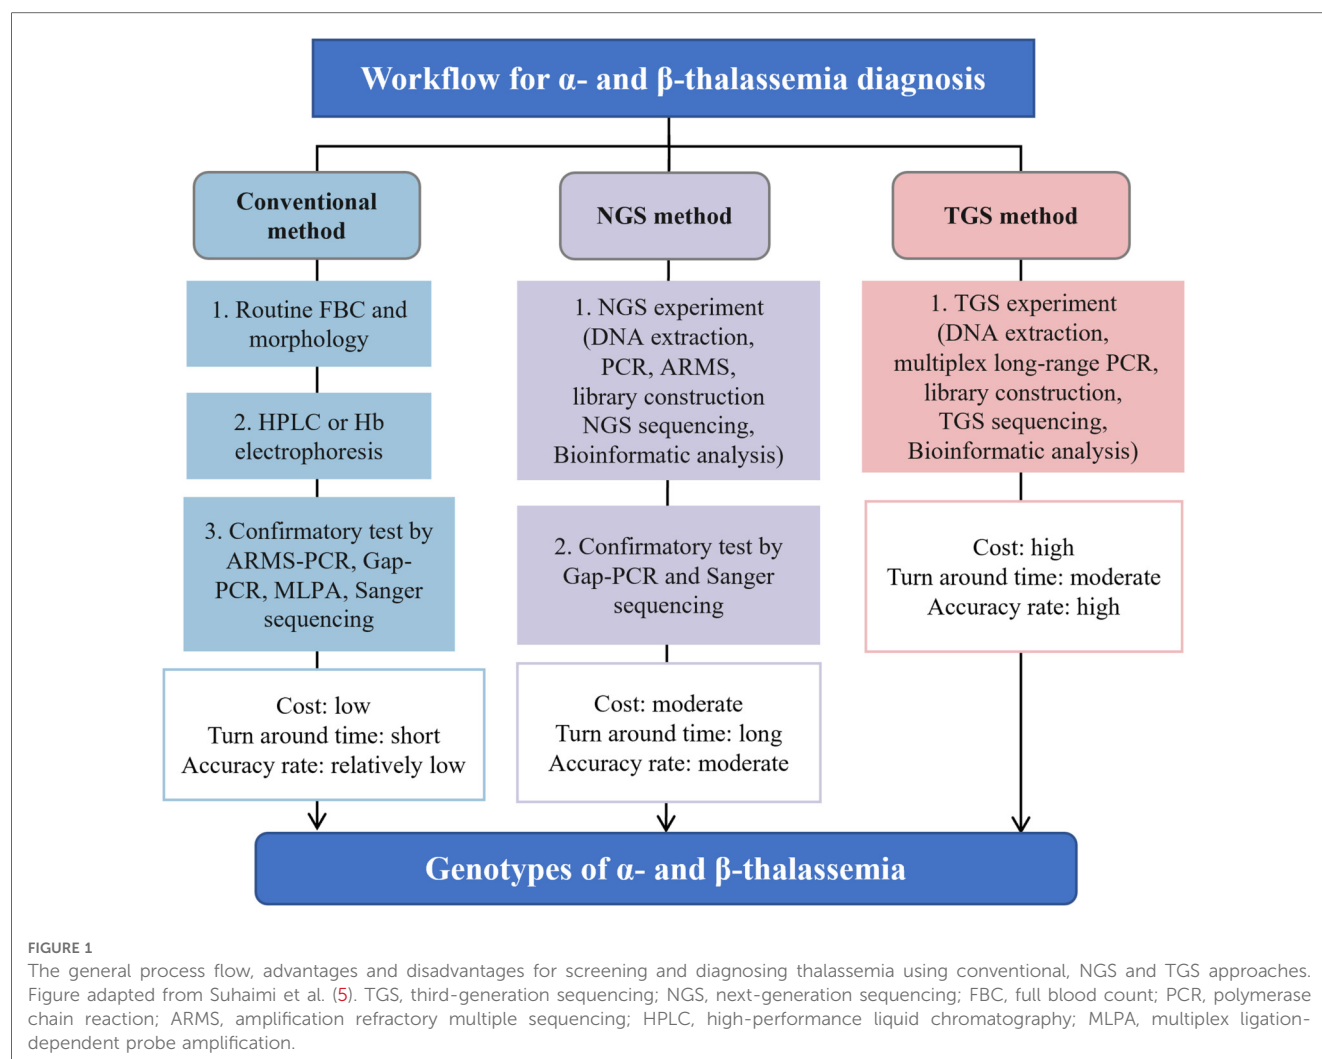 Workflow for α- and β-thalassemia diagnosis
Conventional
method
1. Routine FBC and
morphology
2. HPLC or Hb
electrophoresis
3. Confirmatory test by
ARMS-PCR, Gap-
PCR, MLPA, Sanger
sequencing
Cost: low
Turn around time: short
Accuracy rate: relatively low
NGS method
1. NGS experiment
(DNA extraction,
PCR, ARMS,
library construction
NGS sequencing,
Bioinformatic analysis)
2. Confirmatory test by
Gap-PCR and Sanger
sequencing
Cost: moderate
Turn around time: long
Accuracy rate: moderate
TGS method
1. TGS experiment
(DNA extraction,
multiplex long-range PCR,
library construction,
TGS sequencing,
Bioinformatic analysis)
Cost: high
Turn around time: moderate
Accuracy rate: high
Genotypes of α- and β-thalassemia
FIGURE 1
The general process flow, advantages and disadvantages for screening and diagnosing thalassemia using conventional, NGS and TGS approaches.
Figure adapted from Suhaimi et al. (5). TGS, third-generation sequencing; NGS, next-generation sequencing; FBC, full blood count; PCR, polymerase
chain reaction; ARMS, amplification refractory multiple sequencing; HPLC, high-performance liquid chromatography; MLPA, multiplex ligation-
dependent probe amplification.